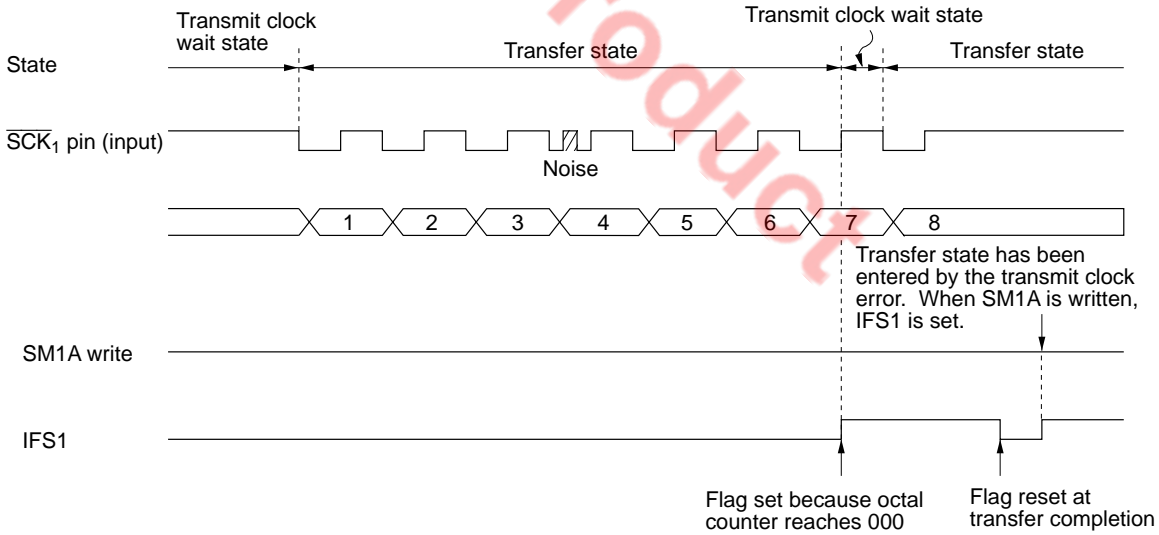 Transmit clock
wait state
Transmit clock wait state
State
Transfer state
Transfer state
SCK1 pin (input)
Noise
1 2 3 4 5 6 7 8
Transfer state has been
entered by the transmit clock
error. When SM1A is written,
IFS1 is set.
SM1A write
IFS1
Flag set because octal
counter reaches 000
Flag reset at
transfer completion
roduct